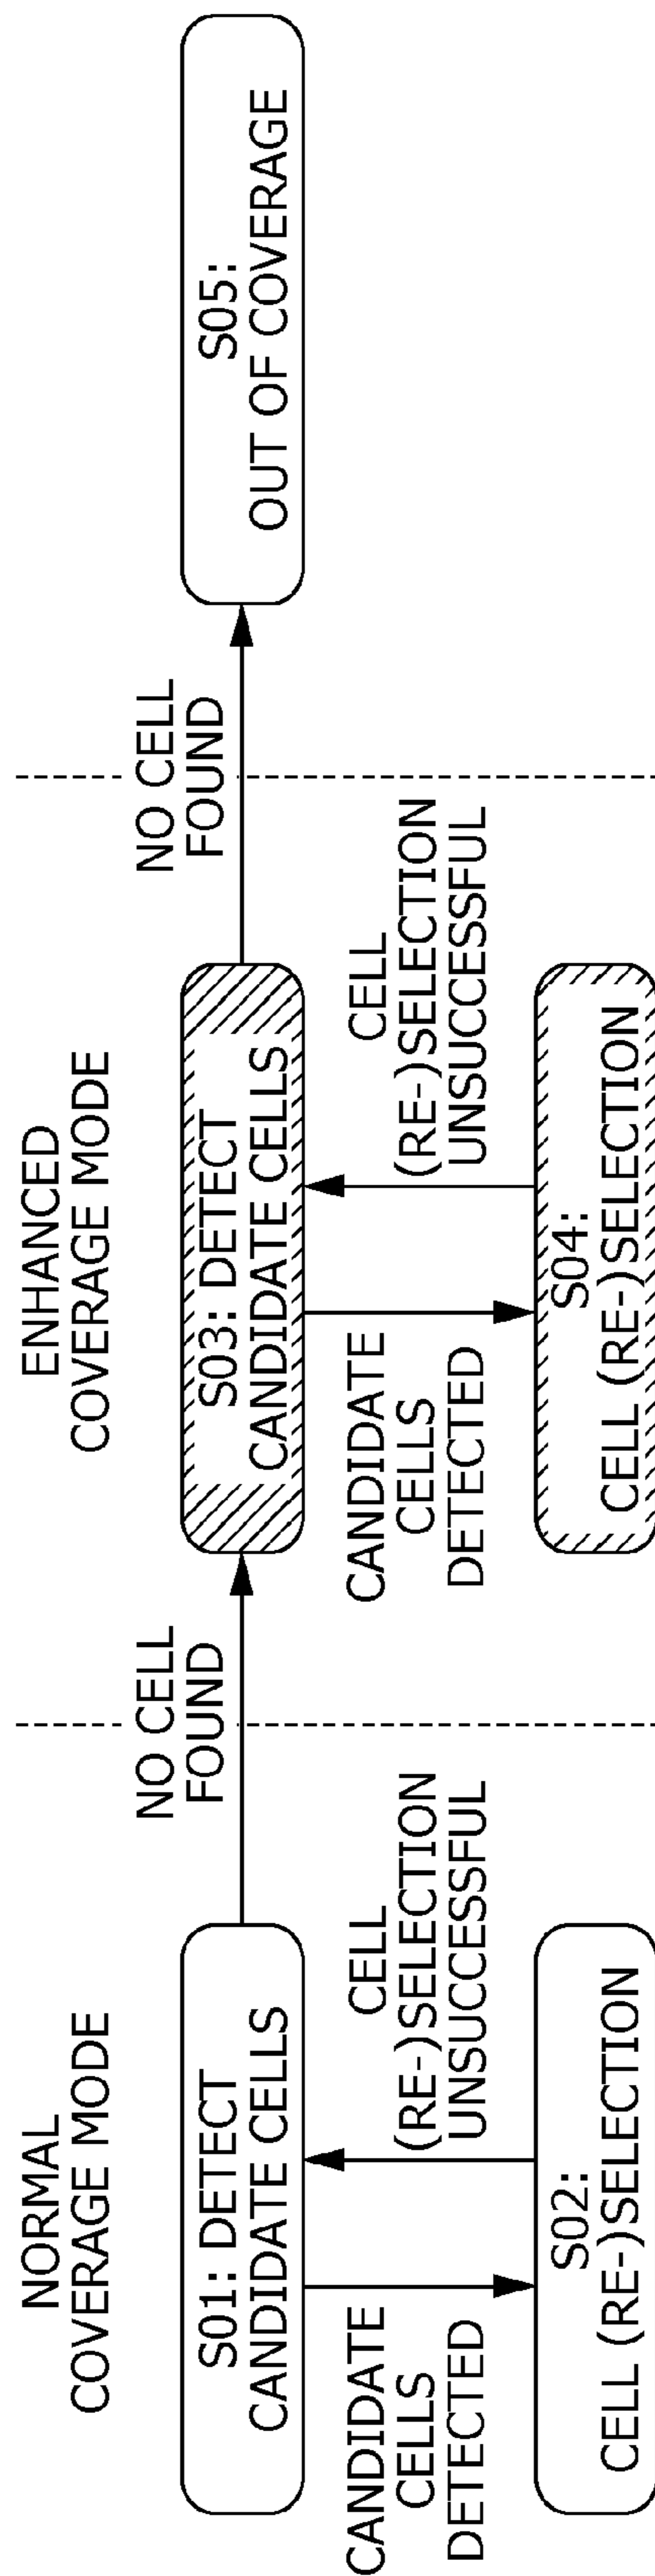 NORMAL
COVERAGE MODE
S01: DETECT
CANDIDATE CELLS
CANDIDATE
CELLS
DETECTED
CELL
(RE-)SELECTION
UNSUCCESSFUL
S02:
CELL (RE-)SELECTION
NO CELL
FOUND
ENHANCED
COVERAGE MODE
S03: DETECT
CANDIDATE CELLS
CANDIDATE
CELLS
DETECTED
CELL
(RE-)SELECTION
UNSUCCESSFUL
S04:
CELL (RE-)SELECTION
NO CELL
FOUND
S05:
OUT OF COVERAGE